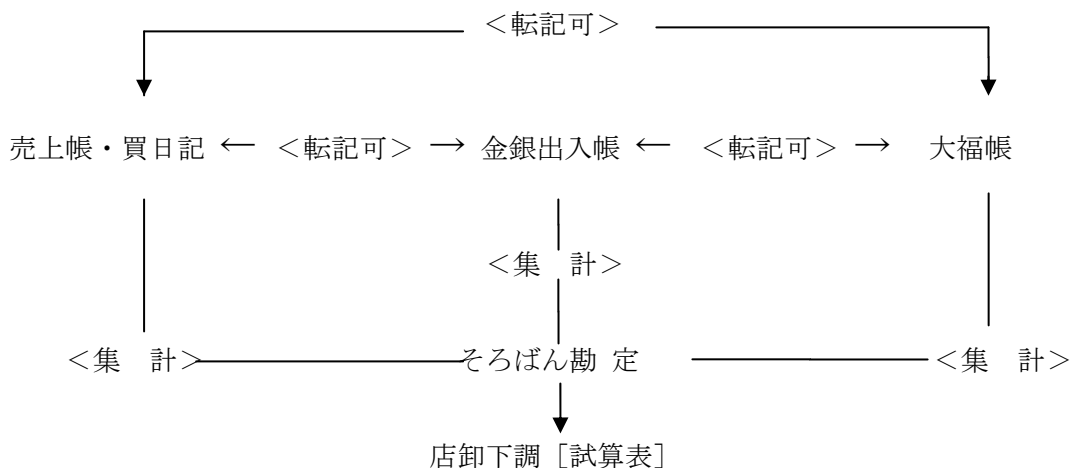 ＜転記可＞
売上帳・買日記 ← ＜転記可＞ → 金銀出入帳 ← ＜転記可＞ → 大福帳
＜集　計＞
＜集　計＞ そろばん勘 定 ＜集　計＞
店卸下調［試算表］